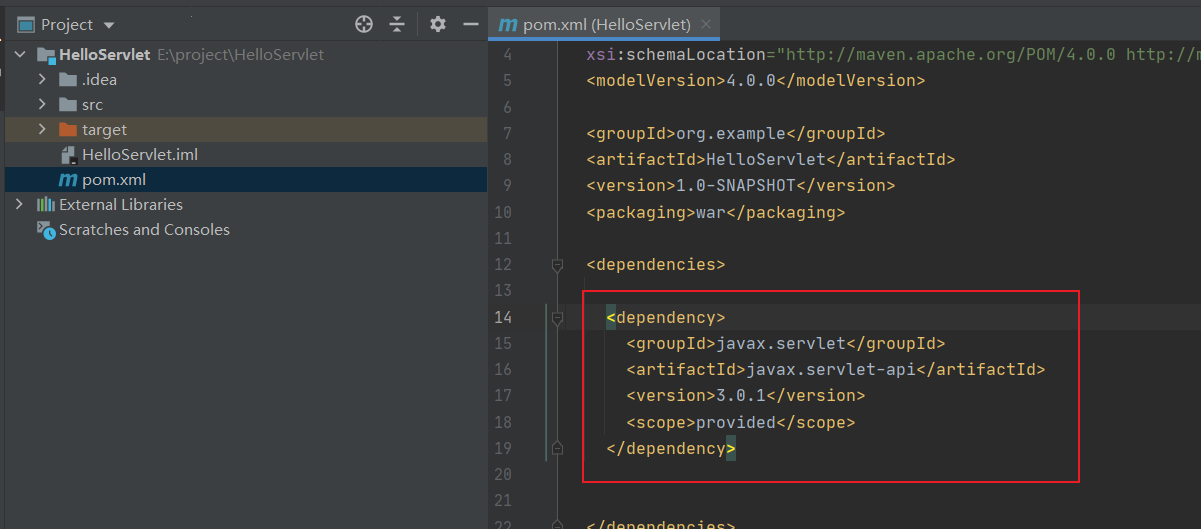 Project
HelloServlet E:\project\HelloServlet
.idea
src
target
HelloServlet.iml
m pom.xml
External Libraries
Scratches and Consoles
m pom.xml (HelloServlet)
4 xsi:schemaLocation="http://maven.apache.org/POM/4.0.0 http://m
5 <modelVersion>4.0.0</modelVersion>
6
7 <groupId>org.example</groupId>
8 <artifactId>HelloServlet</artifactId>
9 <version>1.0-SNAPSHOT</version>
10 <packaging>war</packaging>
11
12 <dependencies>
13
14 <dependency>
15 <groupId>javax.servlet</groupId>
16 <artifactId>javax.servlet-api</artifactId>
17 <version>3.0.1</version>
18 <scope>provided</scope>
19 </dependency>
20
21
22 </dependencies>